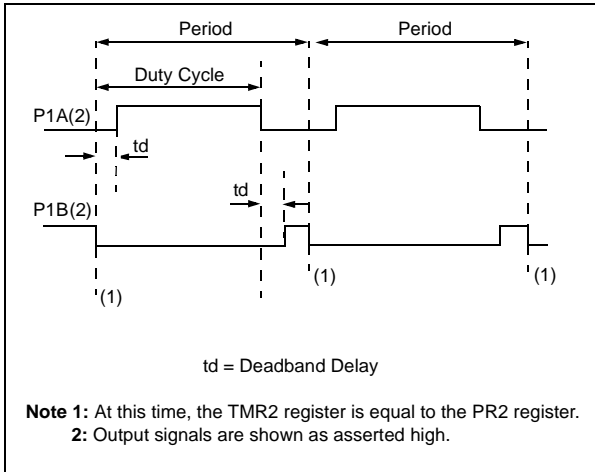 Period Period
Duty Cycle
P1A(2)
td
td
P1B(2)
(1) (1) (1)
td = Deadband Delay
Note 1: At this time, the TMR2 register is equal to the PR2 register.
2: Output signals are shown as asserted high.